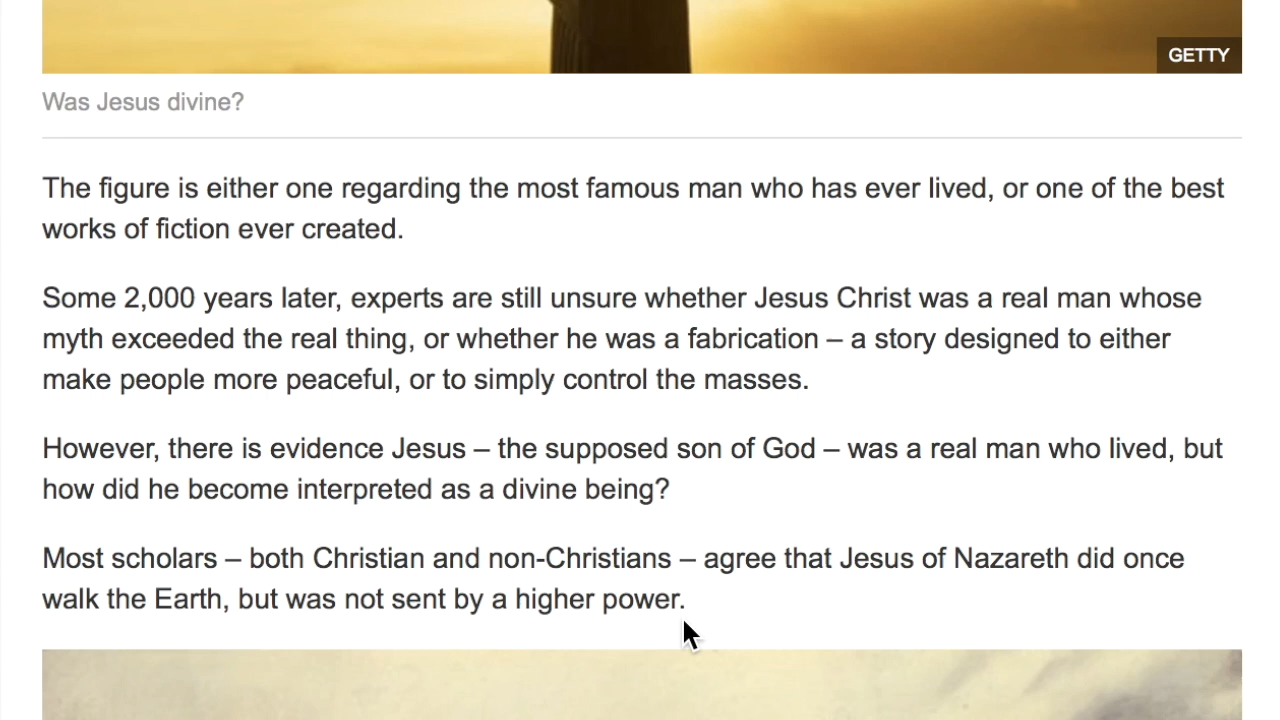 GETTY
Was Jesus divine?
The figure is either one regarding the most famous man who has ever lived, or one of the best
works of fiction ever created.
Some 2,000 years later, experts are still unsure whether Jesus Christ was a real man whose
myth exceeded the real thing, or whether he was a fabrication – a story designed to either
make people more peaceful, or to simply control the masses.
However, there is evidence Jesus – the supposed son of God – was a real man who lived, but
how did he become interpreted as a divine being?
Most scholars – both Christian and non-Christians – agree that Jesus of Nazareth did once
walk the Earth, but was not sent by a higher power.